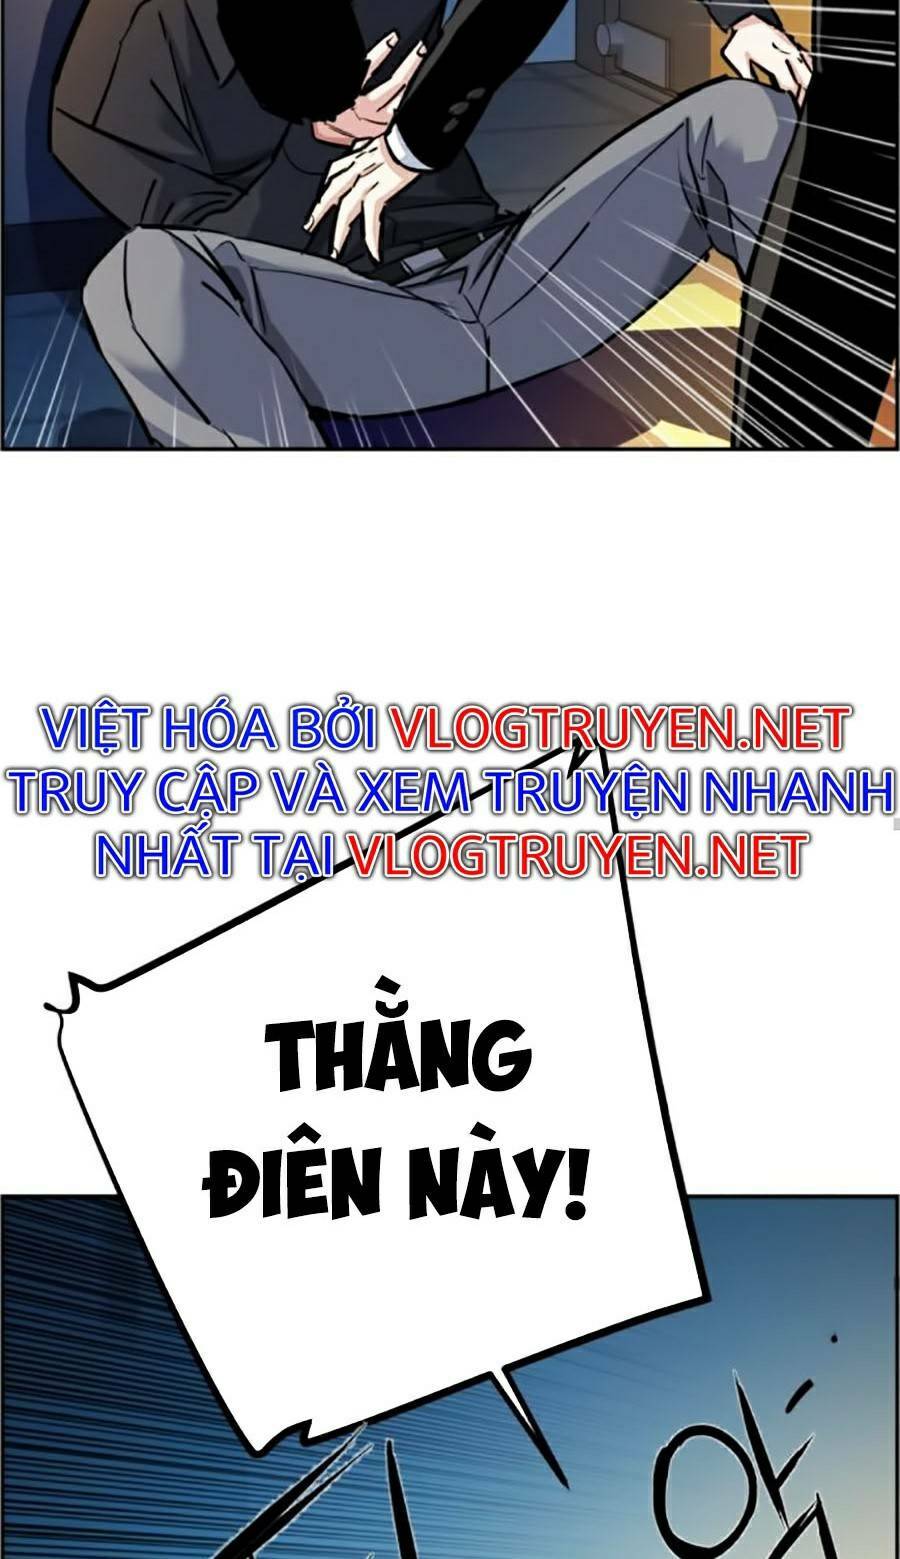 VIỆT HÓA BỞI VLOGTRUYEN.NET
TRUY CẬP VÀ XEM TRUYỆN NHANH
NHẤT TẠI VLOGTRUYEN.NET
THẰNG
ĐIÊN NÀY!